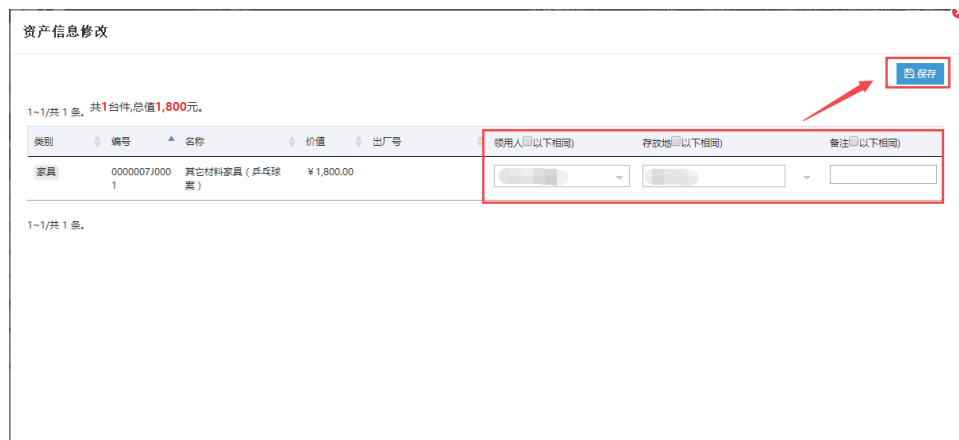 资产信息修改
保存
1~1/共 1 条。 共1台件,总值1,800元。
类别 编号 名称 价值 出厂号 领用人 以下相同) 存放地 以下相同) 备注 以下相同)
家具 0000007J000 其它材料家具（乒乓球 ¥ 1,800.00
1 案）
1~1/共 1 条。